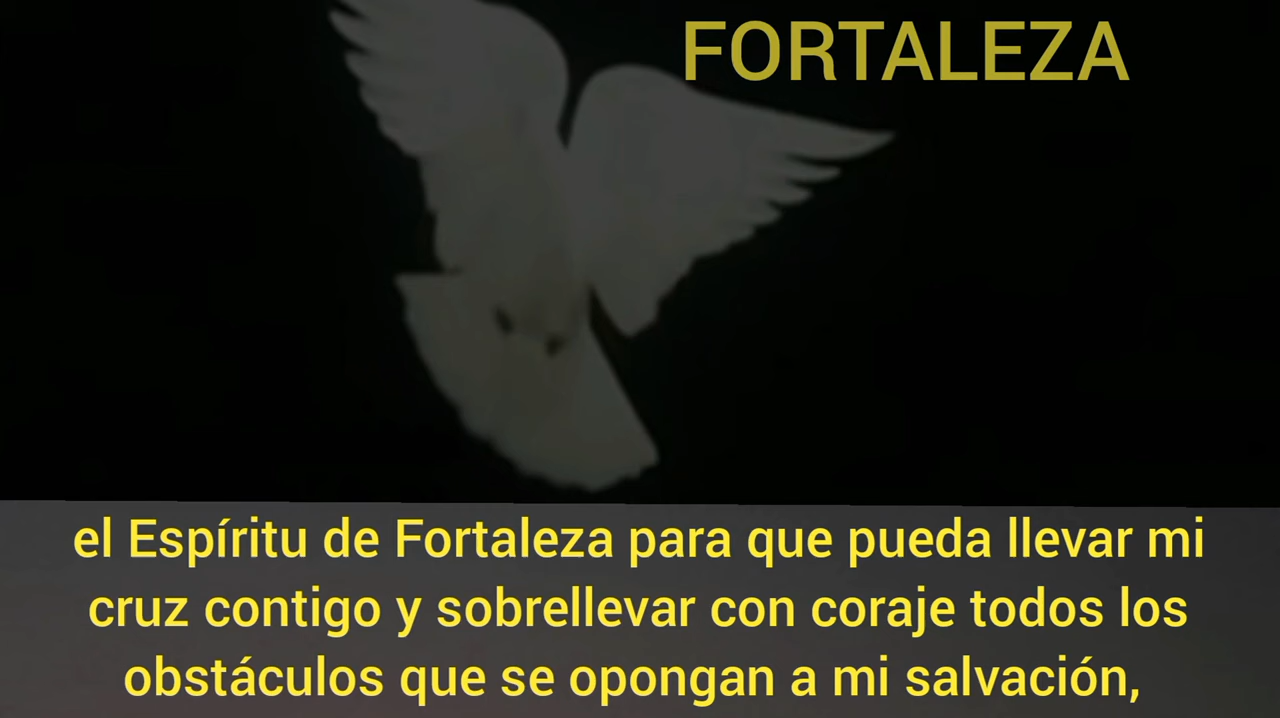 FORTALEZA
el Espíritu de Fortaleza para que pueda llevar mi
cruz contigo y sobrellevar con coraje todos los
obstáculos que se opongan a mi salvación,